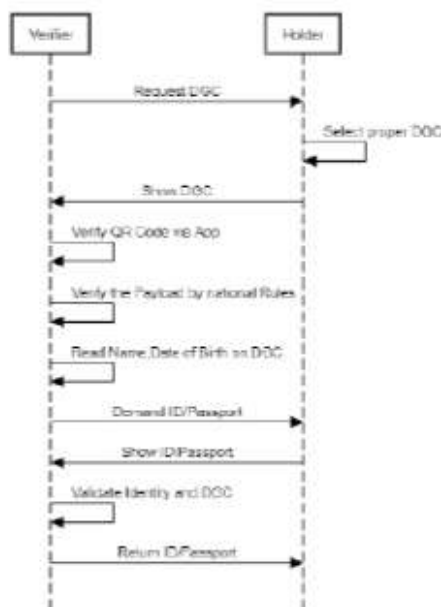 Verifier
Holder
Request DGC
Select proper DGC
Show DGC
Verify QR Code via App
Verify the Payload by national Rules
Read Name,Date of Birth on DGC
Demand ID/Passport
Show ID/Passport
Validate Identity and DGC
Return ID/Passport